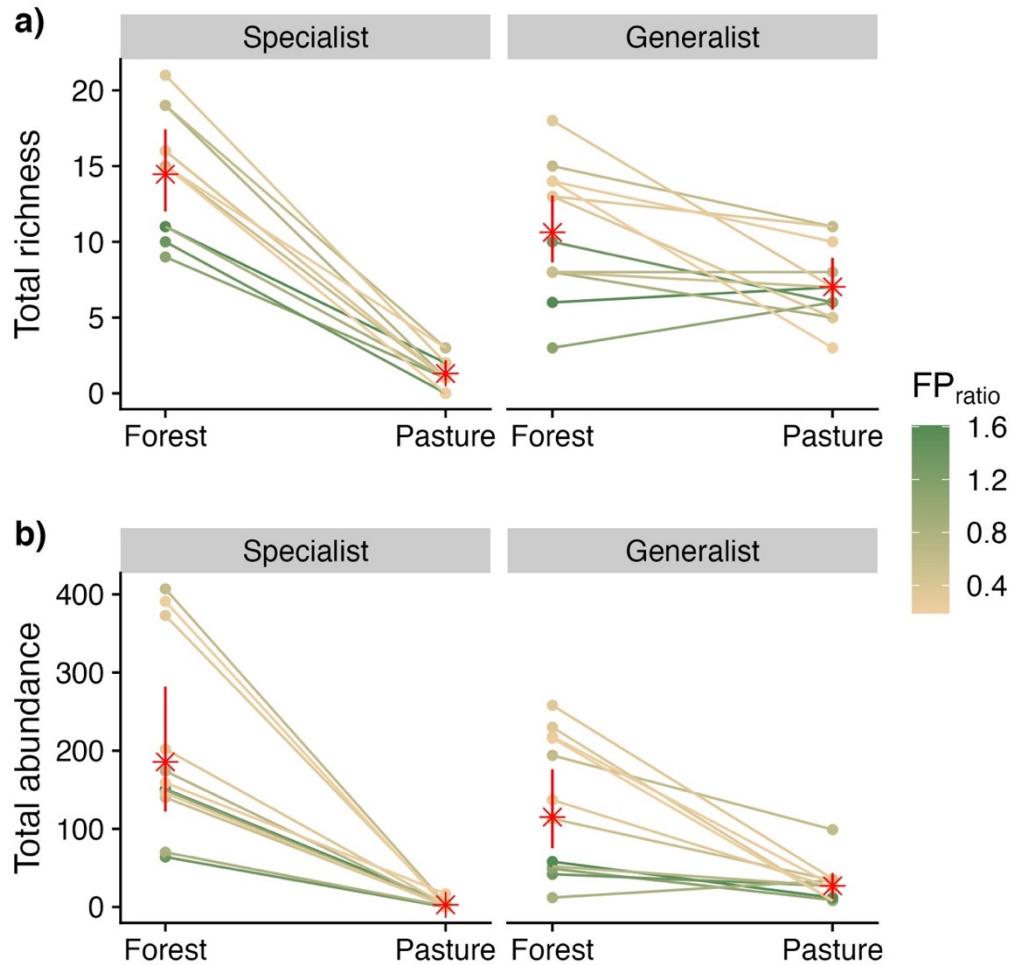 a)
Specialist
Generalist
Total richness
20
15
10
5
0
Forest
Pasture
Forest
Pasture
FPratio
1.6
1.2
0.8
0.4
b)
Specialist
Generalist
Total abundance
400
300
200
100
0
Forest
Pasture
Forest
Pasture